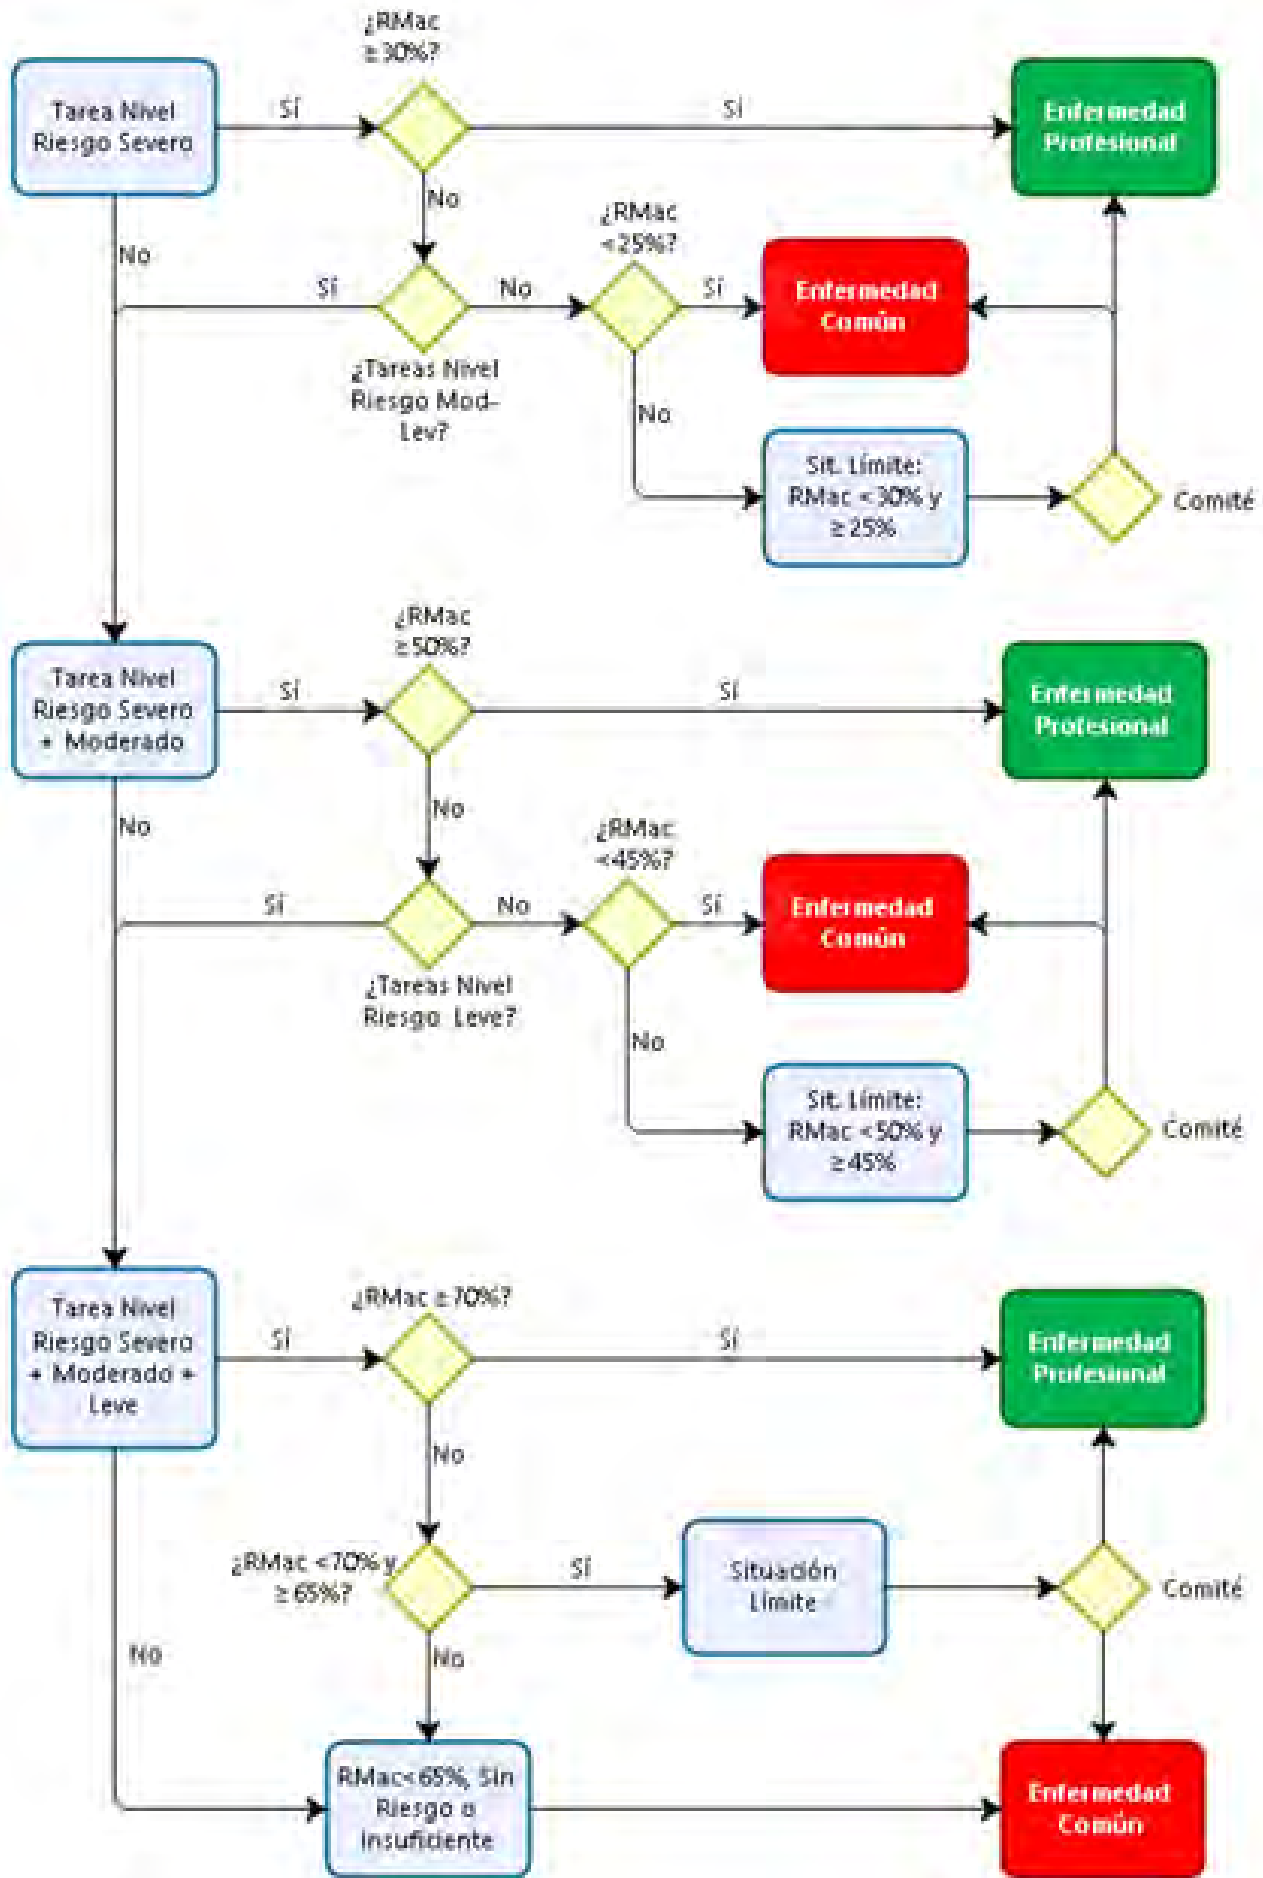 ¿RMac
≥30%?
Tarea Nivel
Riesgo Severo
Sí
Sí
Enfermedad
Profesional
No
No
¿RMac
<25%?
Sí
No
Sí
Enfermedad
Común
¿Tareas Nivel
Riesgo Mod-
Lev?
No
Sit. Límite:
RMac <30% y
≥25%
Comité
¿RMac
≥50%?
Tarea Nivel
Riesgo Severo
+ Moderado
Sí
Sí
Enfermedad
Profesional
No
No
¿RMac
<45%?
Sí
No
Sí
Enfermedad
Común
¿Tareas Nivel
Riesgo Leve?
No
Sit. Límite:
RMac <50% y
≥45%
Comité
¿RMac ≥70%?
Tarea Nivel
Riesgo Severo
+ Moderado +
Leve
Sí
Sí
Enfermedad
Profesional
No
¿RMac <70% y
≥65%?
Sí
Situación
Límite
Comité
No
No
RMac<65%, Sin
Riesgo o
insuficiente
Enfermedad
Común